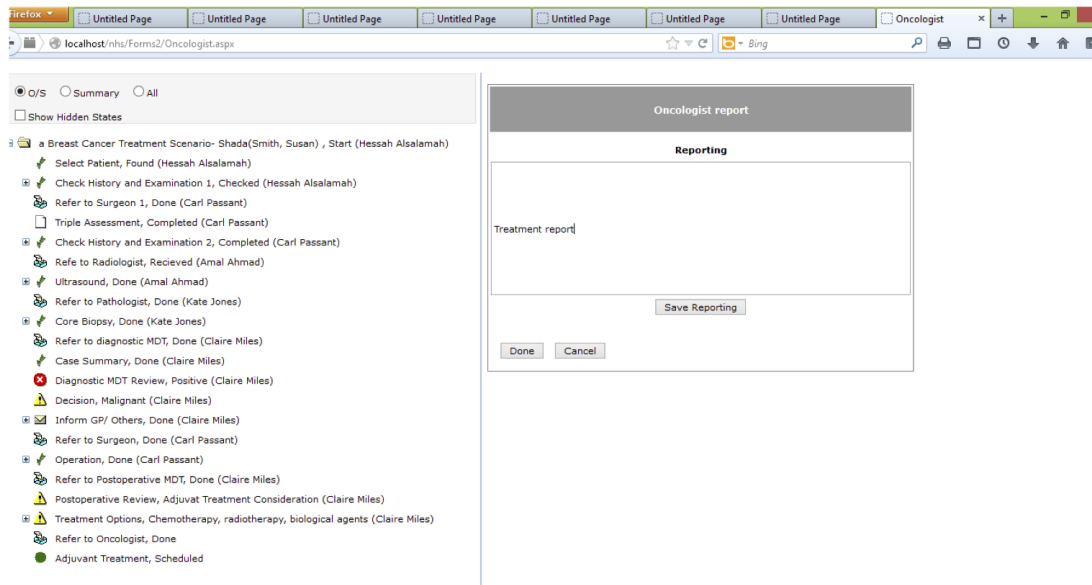 Firefox
Untitled Page
Untitled Page
Untitled Page
Untitled Page
Untitled Page
Untitled Page
Untitled Page
Oncologist
localhost/nhs/Forms2/Oncologist.aspx
Bing
O/S Summary All
Show Hidden States
a Breast Cancer Treatment Scenario- Shada(Smith, Susan) , Start (Hessah Alsalamah)
Select Patient, Found (Hessah Alsalamah)
Check History and Examination 1, Checked (Hessah Alsalamah)
Refer to Surgeon 1, Done (Carl Passant)
Triple Assessment, Completed (Carl Passant)
Check History and Examination 2, Completed (Carl Passant)
Refe to Radiologist, Recieved (Amal Ahmad)
Ultrasound, Done (Amal Ahmad)
Refer to Pathologist, Done (Kate Jones)
Core Biopsy, Done (Kate Jones)
Refer to diagnostic MDT, Done (Claire Miles)
Case Summary, Done (Claire Miles)
Diagnostic MDT Review, Positive (Claire Miles)
Decision, Malignant (Claire Miles)
Inform GP/ Others, Done (Claire Miles)
Refer to Surgeon, Done (Carl Passant)
Operation, Done (Carl Passant)
Refer to Postoperative MDT, Done (Claire Miles)
Postoperative Review, Adjuvat Treatment Consideration (Claire Miles)
Treatment Options, Chemotherapy, radiotherapy, biological agents (Claire Miles)
Refer to Oncologist, Done
Adjuvant Treatment, Scheduled
Oncologist report
Reporting
Treatment report
Save Reporting
Done Cancel